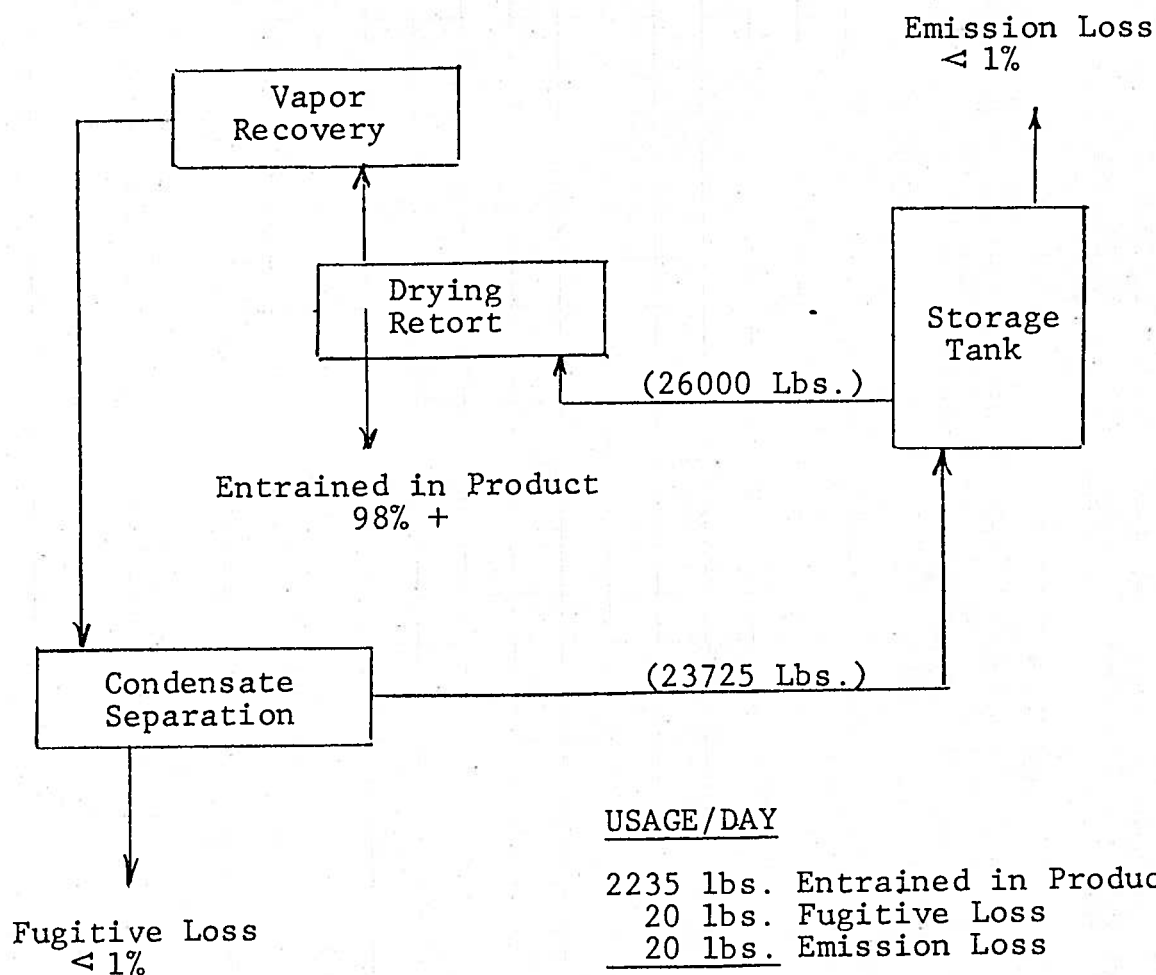 Emission Loss
< 1%
Vapor
Recovery
Drying
Retort
Storage
Tank
(26000 Lbs.)
Entrained in Product
98% +
Condensate
Separation
(23725 Lbs.)
Fugitive Loss
< 1%
USAGE/DAY
2235 lbs. Entrained in Produc
20 lbs. Fugitive Loss
20 lbs. Emission Loss